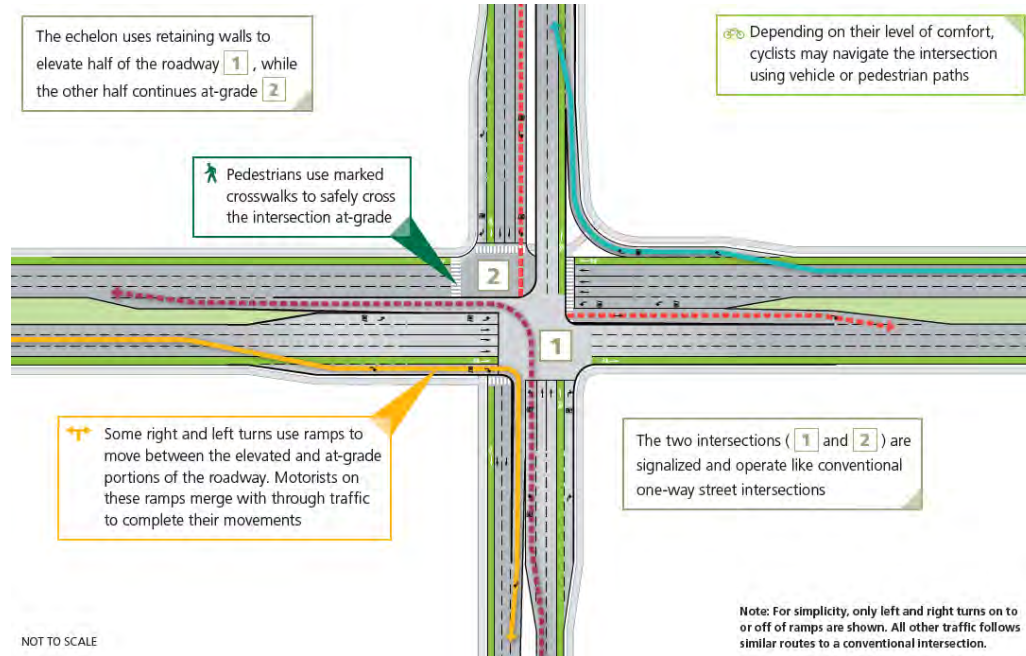 The echelon uses retaining walls to
elevate half of the roadway 1 , while
the other half continues at-grade 2
Depending on their level of comfort,
cyclists may navigate the intersection
using vehicle or pedestrian paths
Pedestrians use marked
crosswalks to safely cross
the intersection at-grade
2
1
Some right and left turns use ramps to
move between the elevated and at-grade
portions of the roadway. Motorists on
these ramps merge with through traffic
to complete their movements
The two intersections ( 1 and 2 ) are
signalized and operate like conventional
one-way street intersections
NOT TO SCALE
Note: For simplicity, only left and right turns on to
or off of ramps are shown. All other traffic follows
similar routes to a conventional intersection.